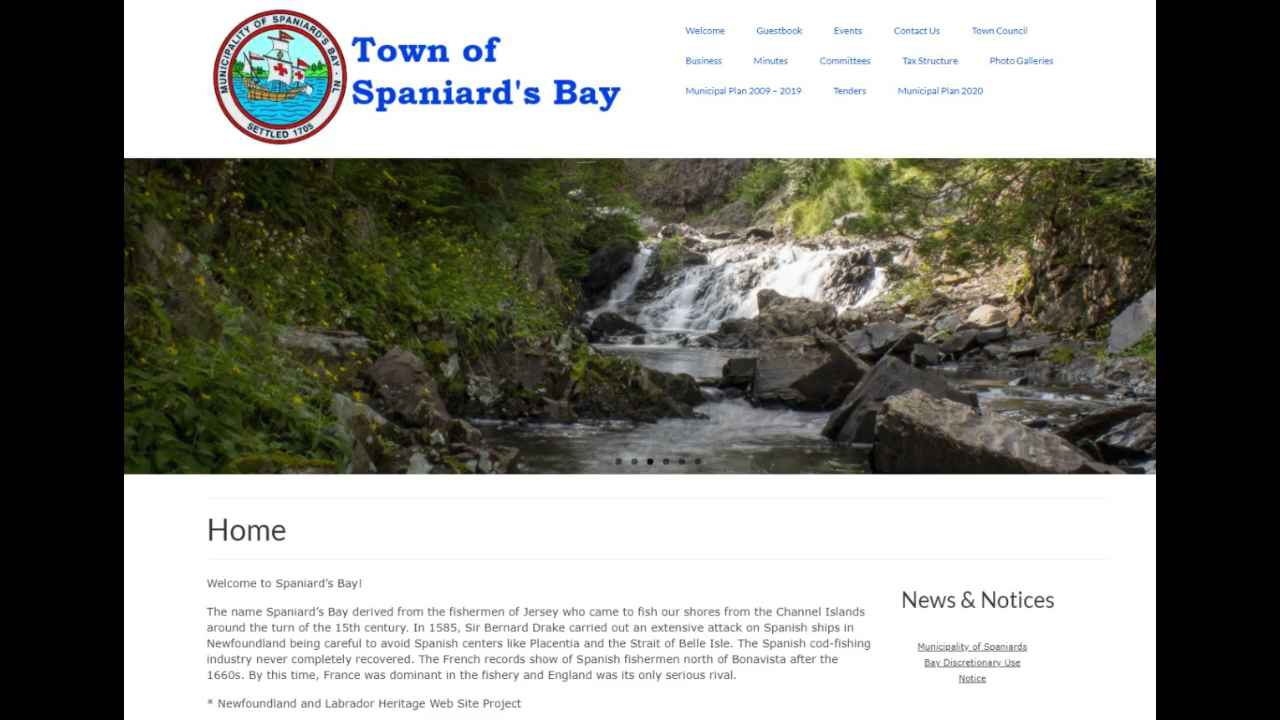 MUNICIPALITY OF SPANIARD'S BAY · NL
SETTLED 1705
Town of
Spaniard's Bay
Welcome Guestbook Events Contact Us Town Council
Business Minutes Committees Tax Structure Photo Galleries
Municipal Plan 2009 – 2019 Tenders Municipal Plan 2020
Home
Welcome to Spaniard’s Bay!
The name Spaniard’s Bay derived from the fishermen of Jersey who came to fish our shores from the Channel Islands
around the turn of the 15th century. In 1585, Sir Bernard Drake carried out an extensive attack on Spanish ships in
Newfoundland being careful to avoid Spanish centers like Placentia and the Strait of Belle Isle. The Spanish cod-fishing
industry never completely recovered. The French records show of Spanish fishermen north of Bonavista after the
1660s. By this time, France was dominant in the fishery and England was its only serious rival.
* Newfoundland and Labrador Heritage Web Site Project
News & Notices
Municipality of Spaniards
Bay Discretionary Use
Notice